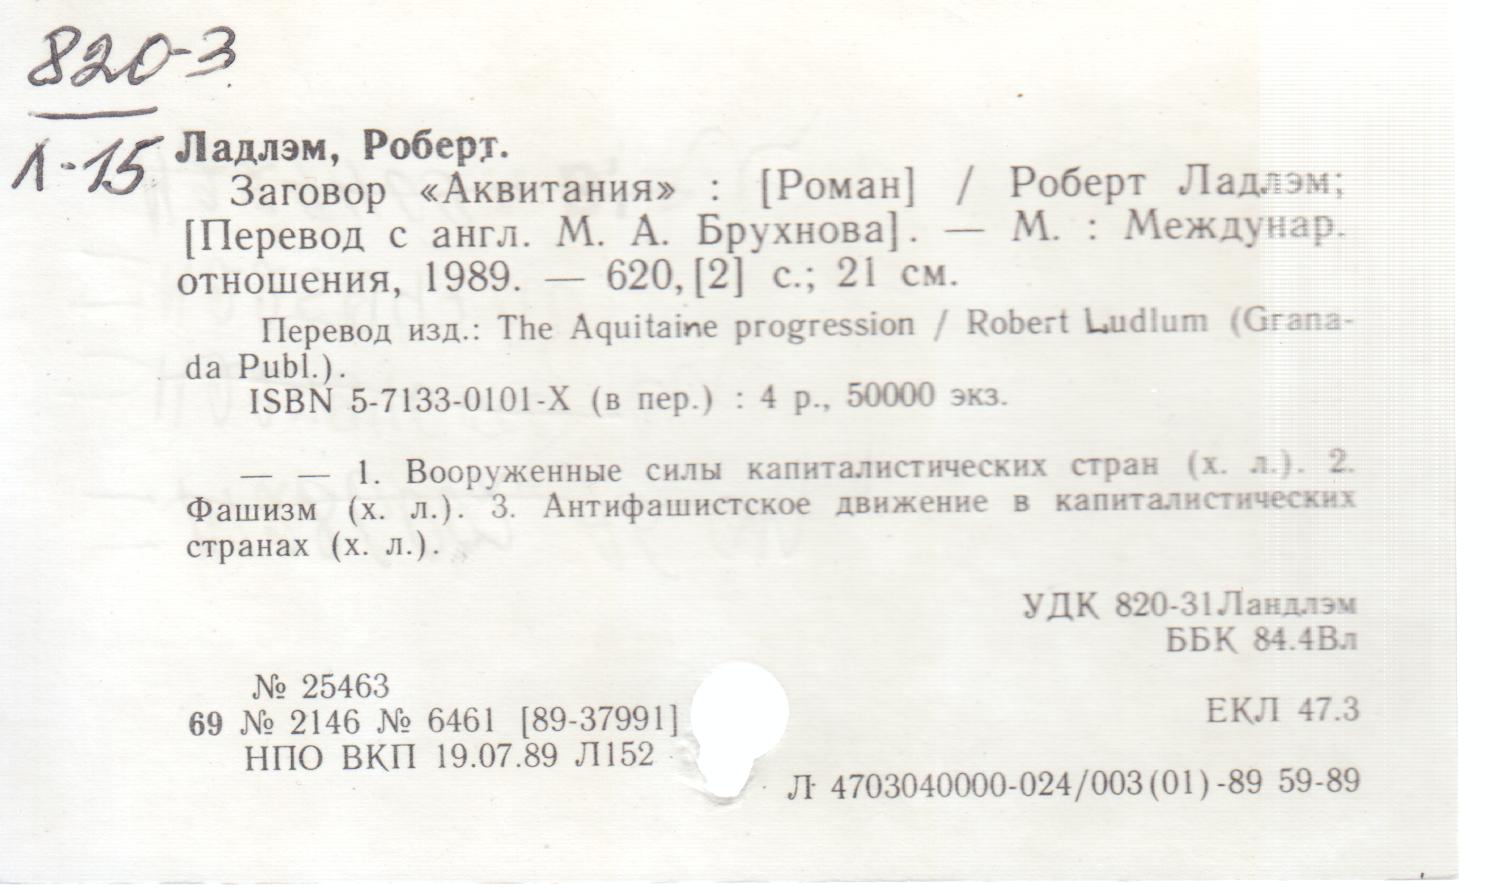 820-3
Л-15
Ладлэм, Роберт.
Заговор «Аквитания» : [Роман] / Роберт Ладлэм;
[Перевод с англ. М. А. Брухнова]. — М. : Междунар.
отношения, 1989. — 620, [2] с.; 21 см.
Перевод изд.: The Aquitaine progression / Robert Ludlum (Grana-
da Publ.).
ISBN 5-7133-0101-X (в пер.) : 4 р., 50000 экз.
— — 1. Вооруженные силы капиталистических стран (х. л.). 2.
Фашизм (х. л.). 3. Антифашистское движение в капиталистических
странах (х. л.).
УДК 820-31Ландлэм
ББК 84.4Вл
№ 25463
69 № 2146 № 6461 [89-37991]
ЕКЛ 47.3
НПО ВКП 19.07.89 Л152
Л 4703040000-024/003(01)-89 59-89